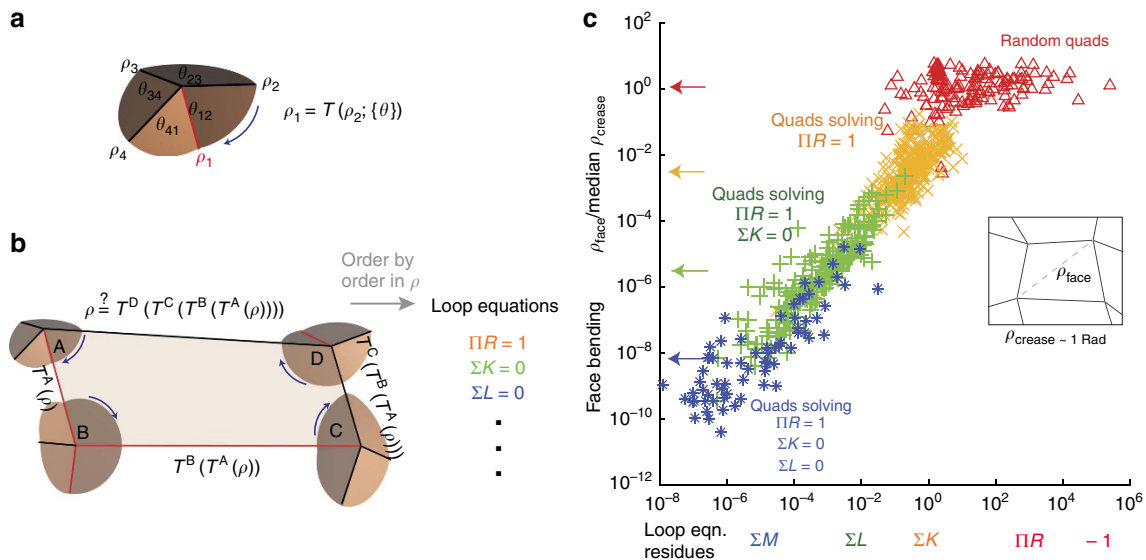 a
ρ3
θ23
ρ2
θ34
θ12
θ41
ρ4
ρ1
ρ1 = T (ρ2; {θ})
b
ρ ≟ T^D (T^C (T^B (T^A (ρ))))
Order by
order in ρ
Loop equations
ΠR = 1
ΣK = 0
ΣL = 0
A
B
C
D
T^A(ρ)
T^B (T^A (ρ))
T^C (T^B (T^A(ρ)))
c
ρface/median ρcrease
Face bending
10^2
10^0
10^−2
10^−4
10^−6
10^−8
10^−10
10^−12
Random quads
Quads solving
ΠR = 1
Quads solving
ΠR = 1
ΣK = 0
Quads solving
ΠR = 1
ΣK = 0
ΣL = 0
ρface
ρcrease ~ 1 Rad
10^−8 10^−6 10^−4 10^−2 10^0 10^2 10^4 10^6
Loop eqn.
residues
ΣM ΣL ΣK ΠR − 1